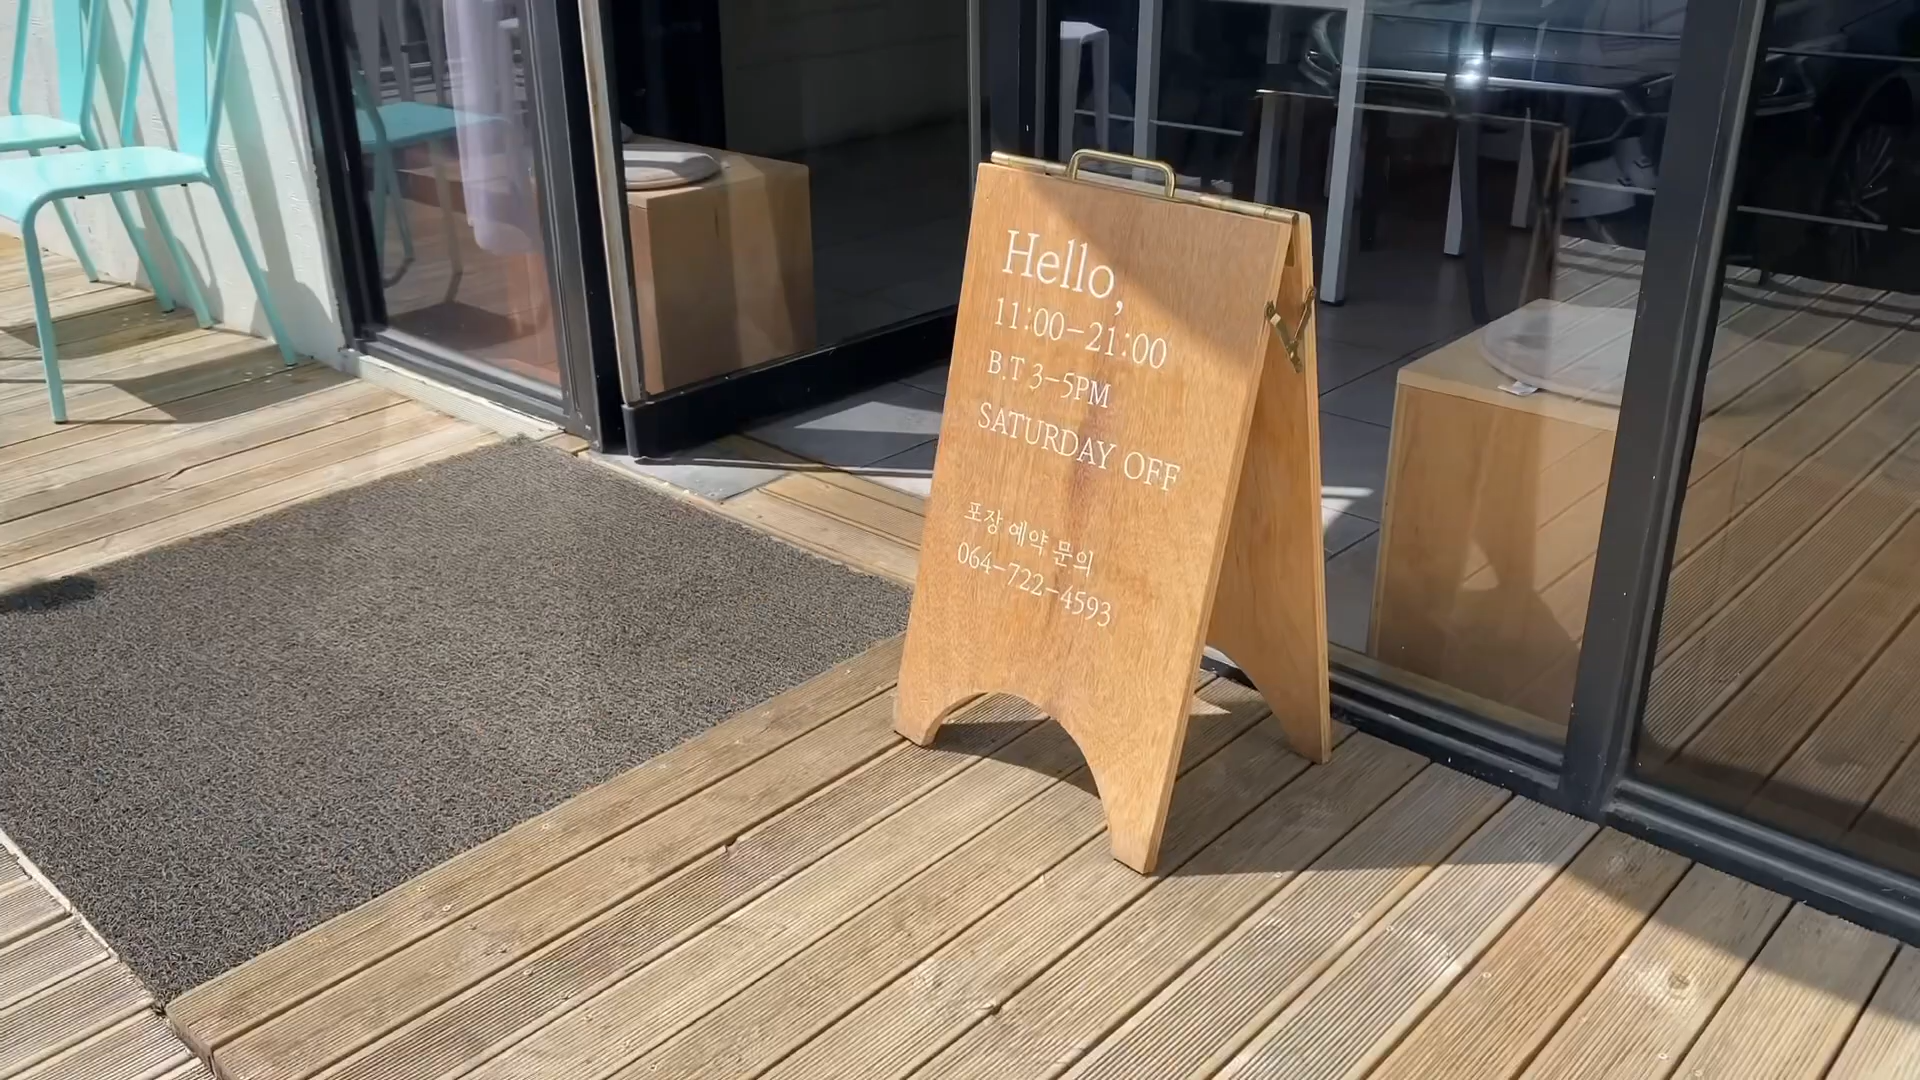 Hello,
11:00-21:00
B.T 3-5PM
SATURDAY OFF
포장 예약 문의
064-722-4593